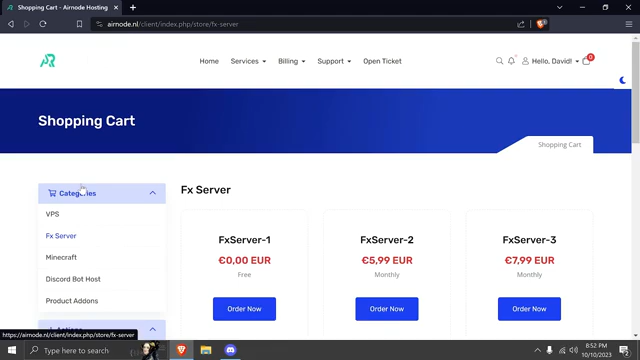 Shopping Cart - Airnode Hosting
airnode.nl/client/index.php/store/fx-server
Home
Services
Billing
Support
Open Ticket
Hello, David!
0
Shopping Cart
Shopping Cart
Categories
VPS
Fx Server
Minecraft
Discord Bot Host
Product Addons
Actions
Fx Server
FxServer-1
€0,00 EUR
Free
Order Now
FxServer-2
€5,99 EUR
Monthly
Order Now
FxServer-3
€7,99 EUR
Monthly
Order Now
https://airnode.nl/client/index.php/store/fx-server
Type here to search
8:52 PM
10/10/2023